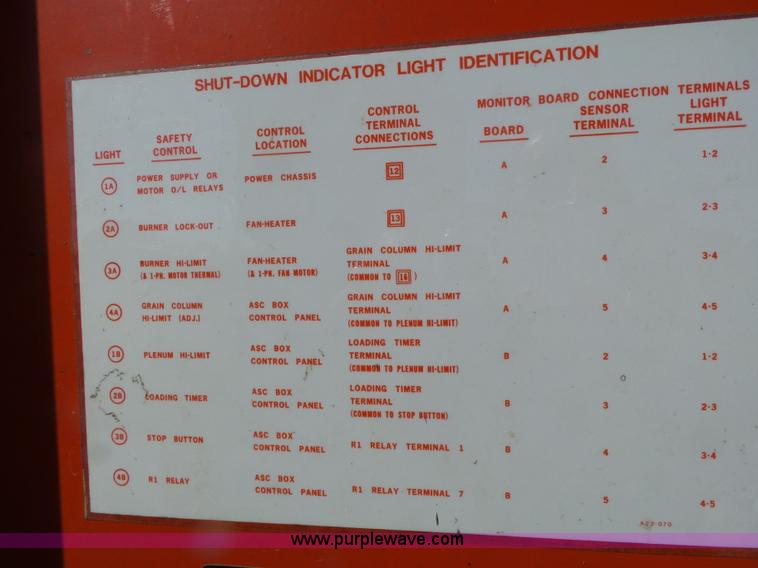 SHUT-DOWN INDICATOR LIGHT IDENTIFICATION
MONITOR BOARD CONNECTION TERMINALS
LIGHT SAFETY CONTROL CONTROL LOCATION CONTROL TERMINAL CONNECTIONS BOARD SENSOR TERMINAL LIGHT TERMINAL
1A POWER SUPPLY OR MOTOR O/L RELAYS POWER CHASSIS 12 A 2 1-2
2A BURNER LOCK-OUT FAN-HEATER 13 A 3 2-3
3A BURNER HI-LIMIT (& 1-PH. MOTOR THERMAL) FAN-HEATER (& 1-PH. FAN MOTOR) GRAIN COLUMN HI-LIMIT TERMINAL (COMMON TO 16 ) A 4 3-4
4A GRAIN COLUMN HI-LIMIT (ADJ.) ASC BOX CONTROL PANEL GRAIN COLUMN HI-LIMIT TERMINAL (COMMON TO PLENUM HI-LIMIT) A 5 4-5
1B PLENUM HI-LIMIT ASC BOX CONTROL PANEL LOADING TIMER TERMINAL (COMMON TO PLENUM HI-LIMIT) B 2 1-2
2B LOADING TIMER ASC BOX CONTROL PANEL LOADING TIMER TERMINAL (COMMON TO STOP BUTTON) B 3 2-3
3B STOP BUTTON ASC BOX CONTROL PANEL R1 RELAY TERMINAL 1 B 4 3-4
4B R1 RELAY ASC BOX CONTROL PANEL R1 RELAY TERMINAL 7 B 5 4-5
A22-070
www.purplewave.com